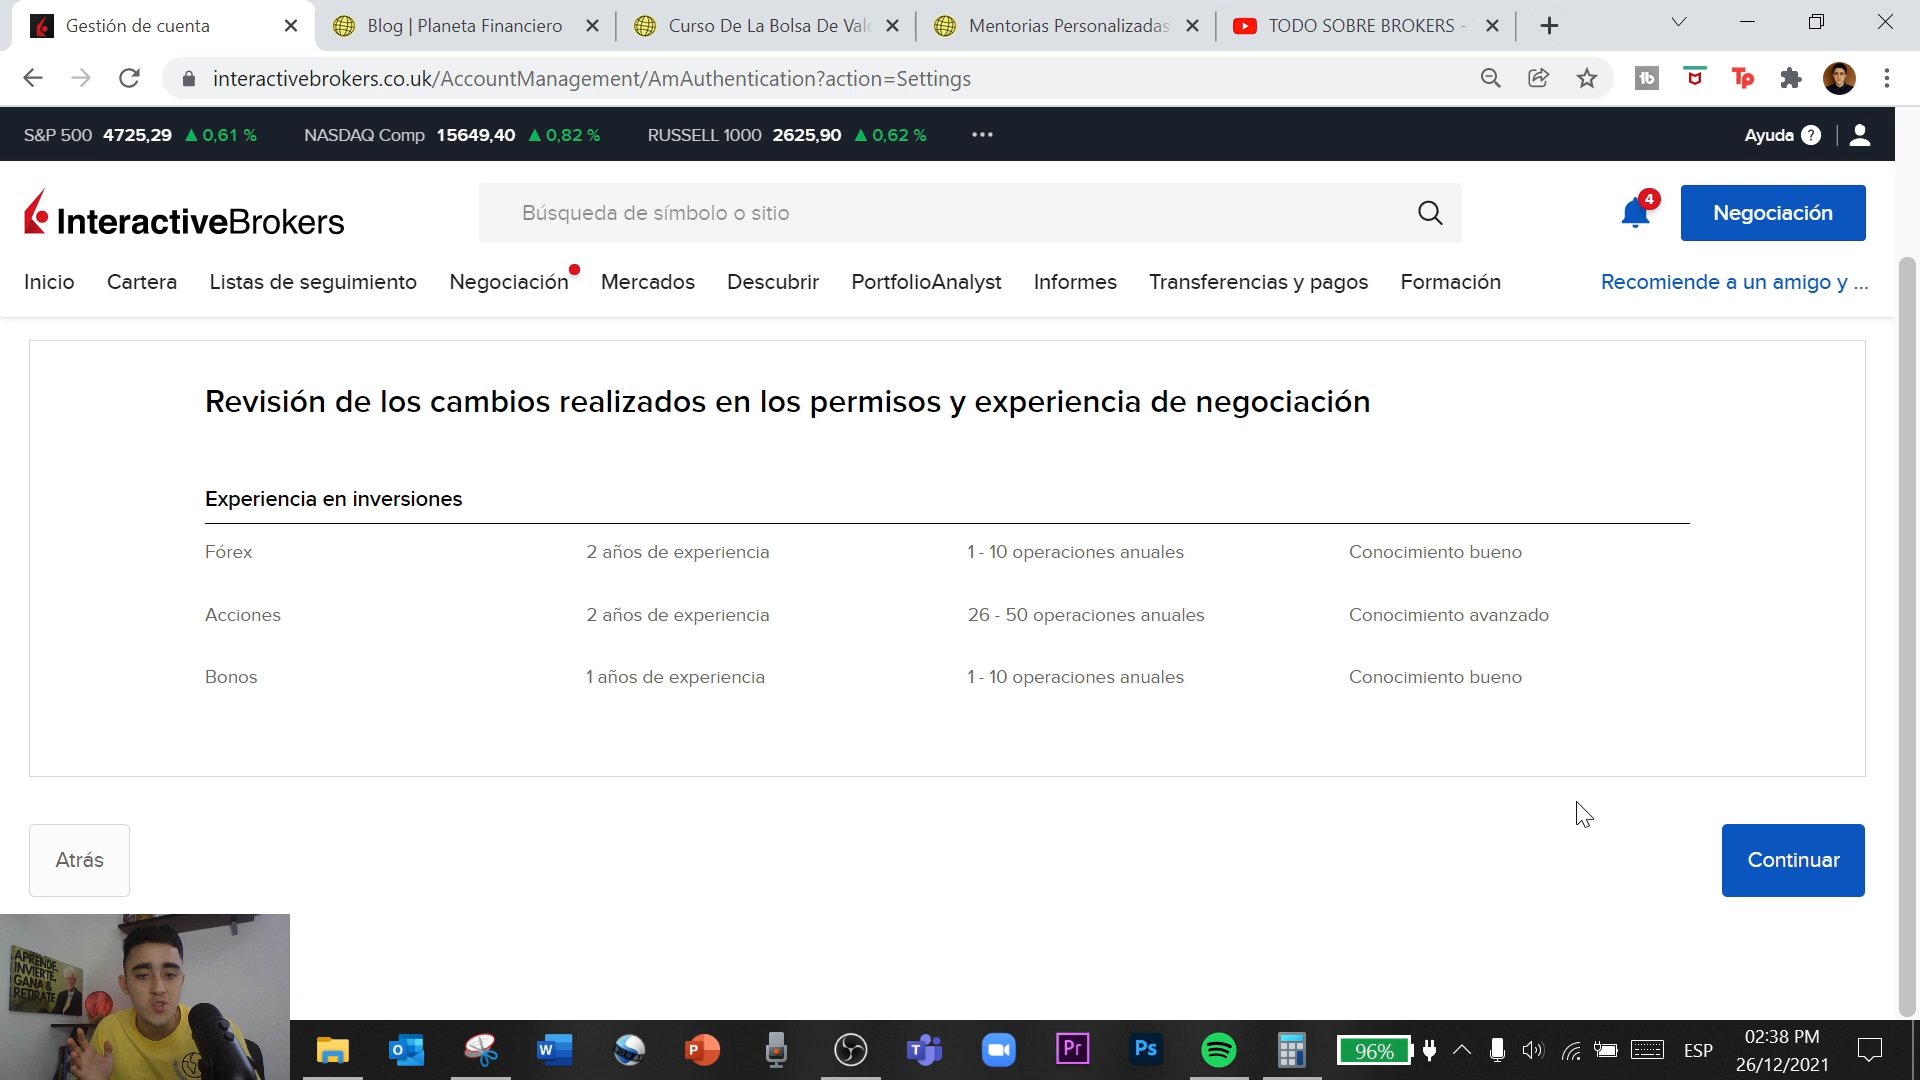 Gestión de cuenta
Blog | Planeta Financiero
Curso De La Bolsa De Valo
Mentorias Personalizadas
TODO SOBRE BROKERS -
interactivebrokers.co.uk/AccountManagement/AmAuthentication?action=Settings
S&P 500 4725,29 ▲ 0,61 % NASDAQ Comp 15649,40 ▲ 0,82 % RUSSELL 1000 2625,90 ▲ 0,62 % ••• Ayuda ?
InteractiveBrokers
Búsqueda de símbolo o sitio
4
Negociación
Inicio Cartera Listas de seguimiento Negociación Mercados Descubrir PortfolioAnalyst Informes Transferencias y pagos Formación Recomiende a un amigo y ...
Revisión de los cambios realizados en los permisos y experiencia de negociación
Experiencia en inversiones
Fórex 2 años de experiencia 1 - 10 operaciones anuales Conocimiento bueno
Acciones 2 años de experiencia 26 - 50 operaciones anuales Conocimiento avanzado
Bonos 1 años de experiencia 1 - 10 operaciones anuales Conocimiento bueno
Atrás
Continuar
APRENDE,
INVIERTE,
GANA &
RETIRATE
96%
ESP
02:38 PM
26/12/2021